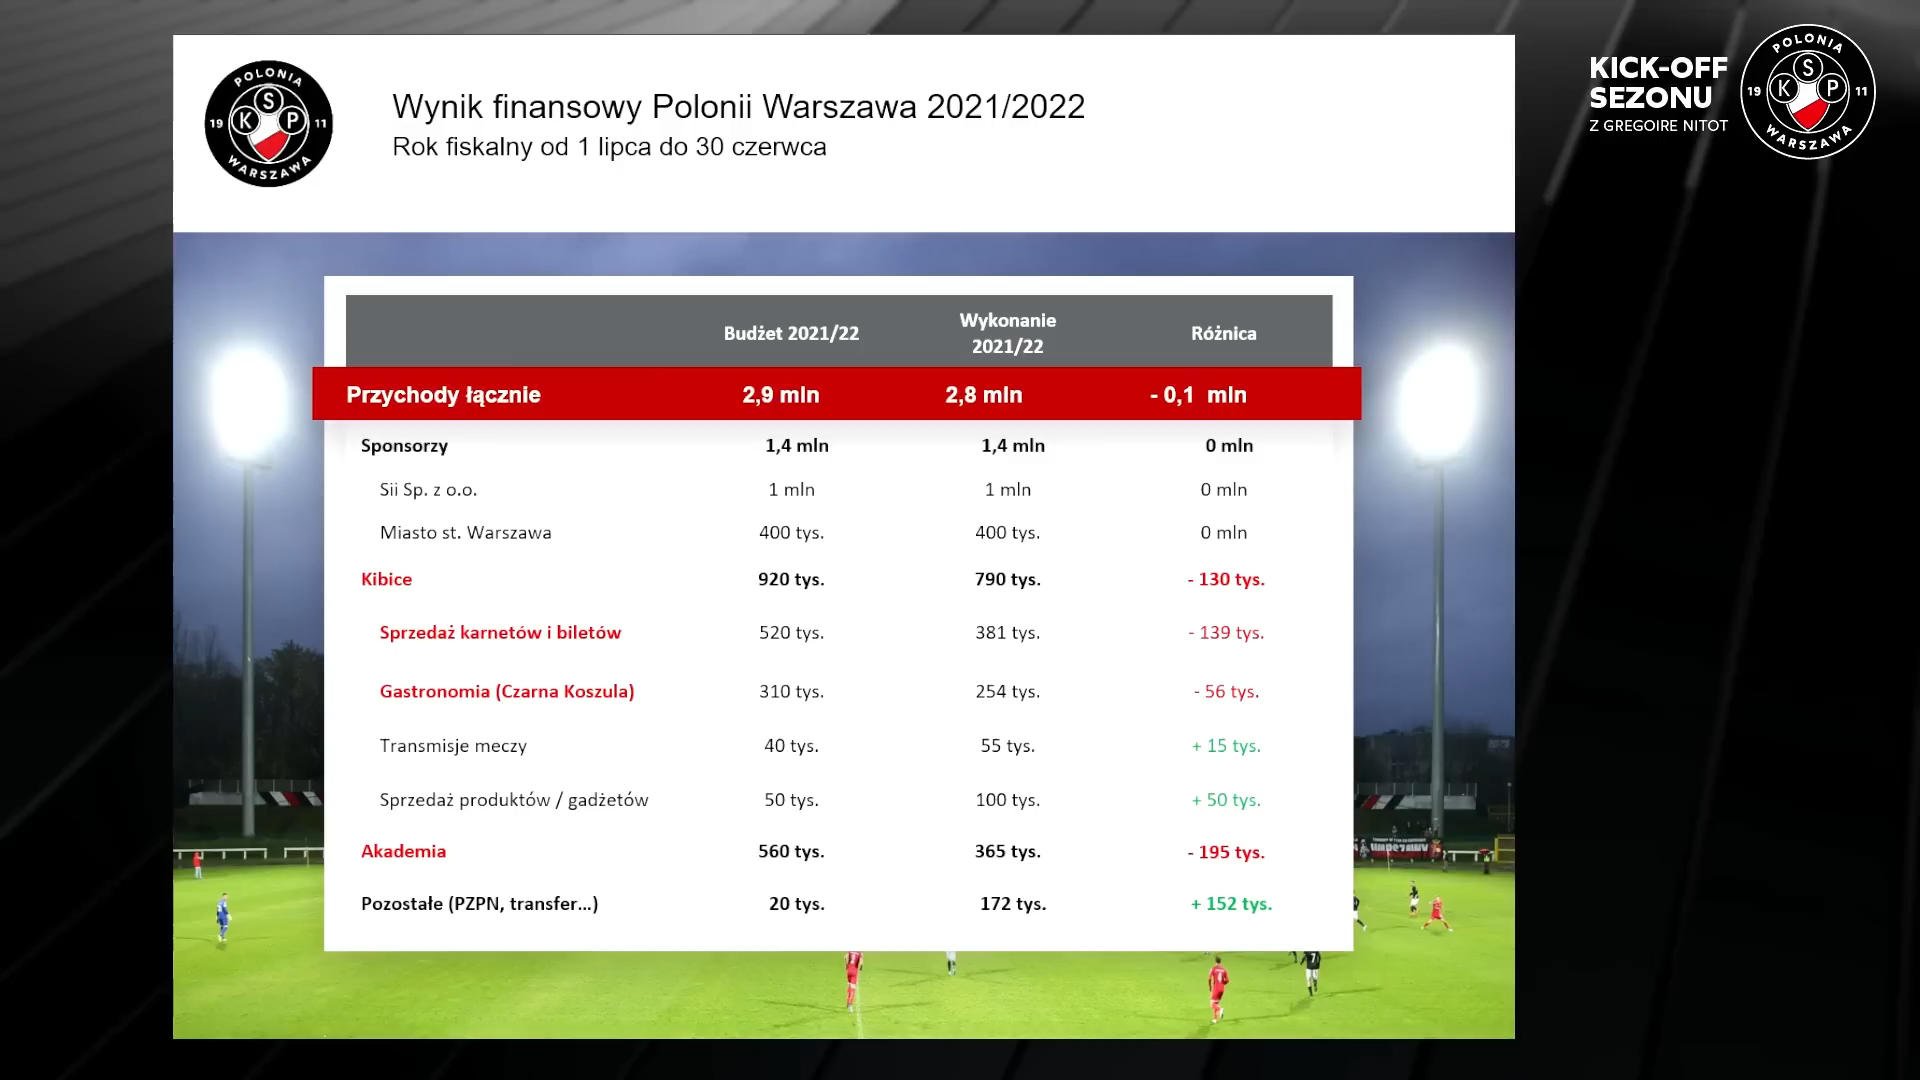 POLONIA
S
K P
19 11
WARSZAWA
Wynik finansowy Polonii Warszawa 2021/2022
Rok fiskalny od 1 lipca do 30 czerwca
KICK-OFF
SEZONU
Z GREGOIRE NITOT
POLONIA
S
19 K P 11
WARSZAWA
Budżet 2021/22 Wykonanie 2021/22 Różnica
Przychody łącznie 2,9 mln 2,8 mln - 0,1 mln
Sponsorzy 1,4 mln 1,4 mln 0 mln
Sii Sp. z o.o. 1 mln 1 mln 0 mln
Miasto st. Warszawa 400 tys. 400 tys. 0 mln
Kibice 920 tys. 790 tys. - 130 tys.
Sprzedaż karnetów i biletów 520 tys. 381 tys. - 139 tys.
Gastronomia (Czarna Koszula) 310 tys. 254 tys. - 56 tys.
Transmisje meczy 40 tys. 55 tys. + 15 tys.
Sprzedaż produktów / gadżetów 50 tys. 100 tys. + 50 tys.
Akademia 560 tys. 365 tys. - 195 tys.
Pozostałe (PZPN, transfer...) 20 tys. 172 tys. + 152 tys.
7